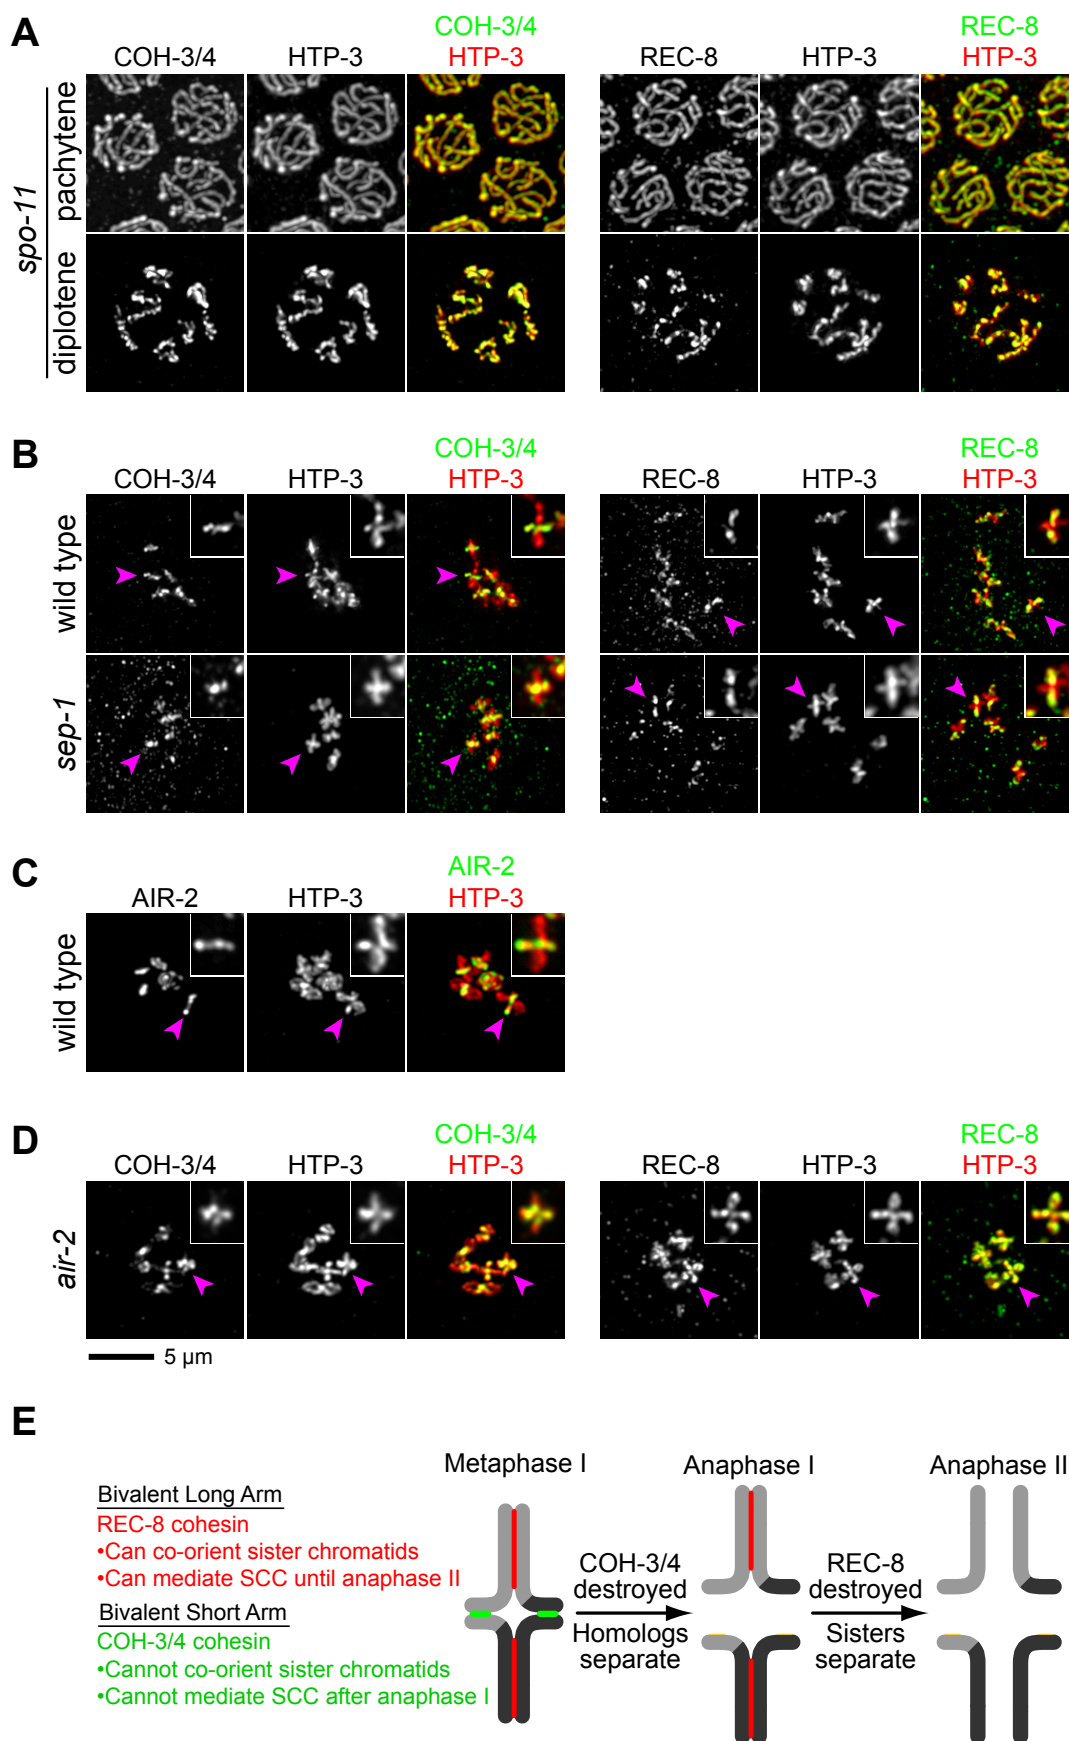 A
COH-3/4
HTP-3
COH-3/4
HTP-3
REC-8
HTP-3
REC-8
HTP-3
spo-11
pachytene
diplotene
B
COH-3/4
HTP-3
COH-3/4
HTP-3
REC-8
HTP-3
REC-8
HTP-3
wild type
sep-1
C
AIR-2
HTP-3
AIR-2
HTP-3
wild type
D
COH-3/4
HTP-3
COH-3/4
HTP-3
REC-8
HTP-3
REC-8
HTP-3
air-2
5 µm
E
Bivalent Long Arm
REC-8 cohesin
•Can co-orient sister chromatids
•Can mediate SCC until anaphase II
Bivalent Short Arm
COH-3/4 cohesin
•Cannot co-orient sister chromatids
•Cannot mediate SCC after anaphase I
Metaphase I
COH-3/4
destroyed
Homologs
separate
Anaphase I
REC-8
destroyed
Sisters
separate
Anaphase II